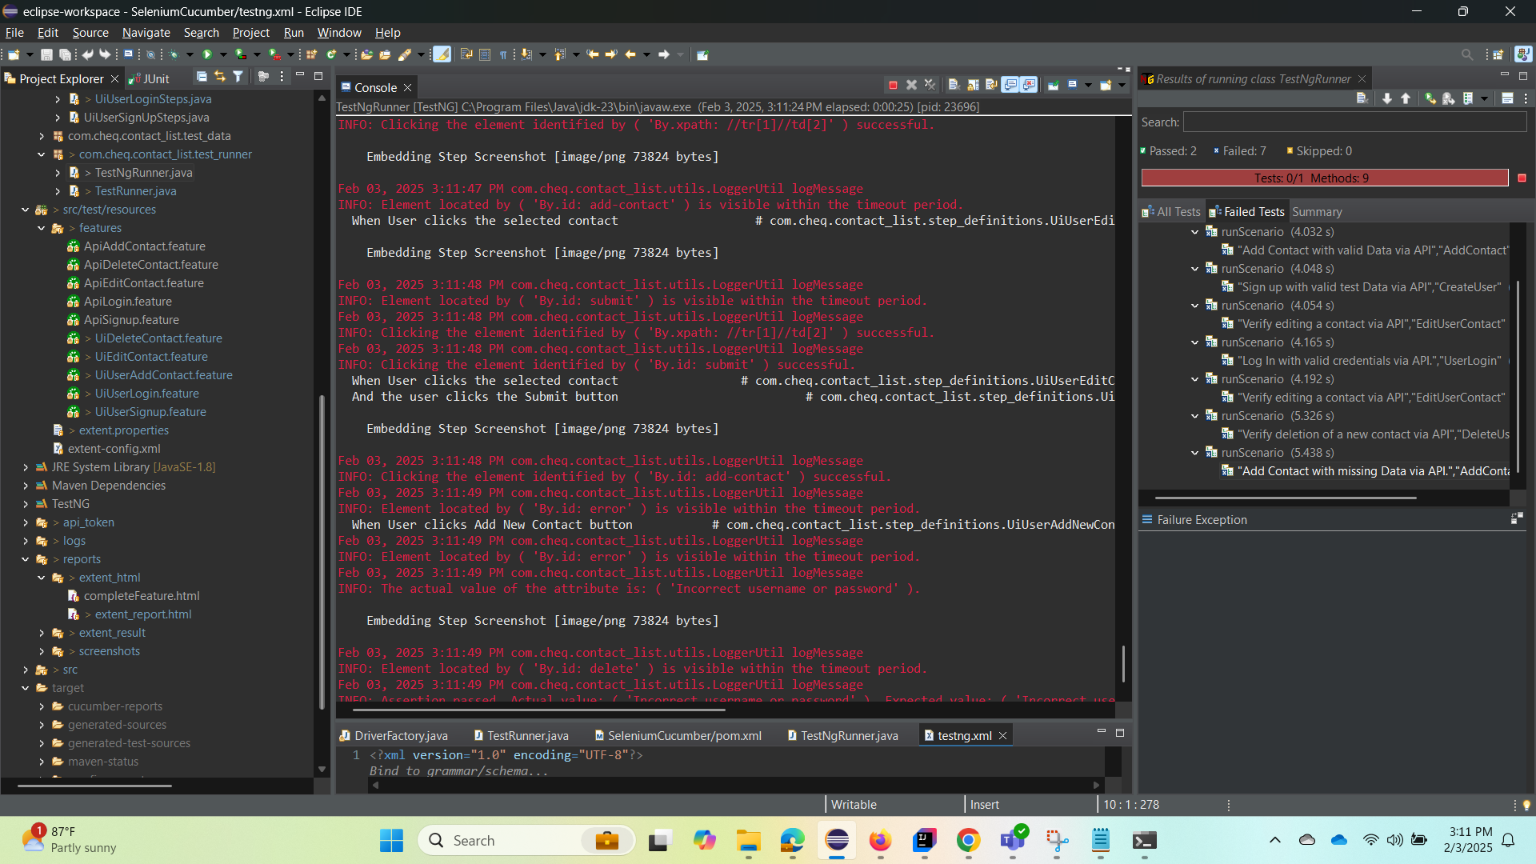 eclipse-workspace - SeleniumCucumber/testng.xml - Eclipse IDE
File Edit Source Navigate Search Project Run Window Help
Project Explorer
JUnit
> UiUserLoginSteps.java
UiUserSignUpSteps.java
com.cheq.contact_list.test_data
> com.cheq.contact_list.test_runner
> TestNgRunner.java
> TestRunner.java
> src/test/resources
> features
ApiAddContact.feature
ApiDeleteContact.feature
ApiEditContact.feature
ApiLogin.feature
ApiSignup.feature
> UiDeleteContact.feature
> UiEditContact.feature
> UiUserAddContact.feature
> UiUserLogin.feature
> UiUserSignup.feature
> extent.properties
extent-config.xml
JRE System Library [JavaSE-1.8]
Maven Dependencies
TestNG
> api_token
> logs
> reports
> extent_html
completeFeature.html
> extent_report.html
> extent_result
> screenshots
> src
target
cucumber-reports
generated-sources
generated-test-sources
maven-status
Console
TestNgRunner [TestNG] C:\Program Files\Java\jdk-23\bin\javaw.exe (Feb 3, 2025, 3:11:24 PM elapsed: 0:00:25) [pid: 23696]
INFO: Clicking the element identified by ( 'By.xpath: //tr[1]//td[2]' ) successful.
Embedding Step Screenshot [image/png 73824 bytes]
Feb 03, 2025 3:11:47 PM com.cheq.contact_list.utils.LoggerUtil logMessage
INFO: Element located by ( 'By.id: add-contact' ) is visible within the timeout period.
When User clicks the selected contact # com.cheq.contact_list.step_definitions.UiUserEdi
Embedding Step Screenshot [image/png 73824 bytes]
Feb 03, 2025 3:11:48 PM com.cheq.contact_list.utils.LoggerUtil logMessage
INFO: Element located by ( 'By.id: submit' ) is visible within the timeout period.
Feb 03, 2025 3:11:48 PM com.cheq.contact_list.utils.LoggerUtil logMessage
INFO: Clicking the element identified by ( 'By.xpath: //tr[1]//td[2]' ) successful.
Feb 03, 2025 3:11:48 PM com.cheq.contact_list.utils.LoggerUtil logMessage
INFO: Clicking the element identified by ( 'By.id: submit' ) successful.
When User clicks the selected contact # com.cheq.contact_list.step_definitions.UiUserEditC
And the user clicks the Submit button # com.cheq.contact_list.step_definitions.Ui
Embedding Step Screenshot [image/png 73824 bytes]
Feb 03, 2025 3:11:48 PM com.cheq.contact_list.utils.LoggerUtil logMessage
INFO: Clicking the element identified by ( 'By.id: add-contact' ) successful.
Feb 03, 2025 3:11:49 PM com.cheq.contact_list.utils.LoggerUtil logMessage
INFO: Element located by ( 'By.id: error' ) is visible within the timeout period.
When User clicks Add New Contact button # com.cheq.contact_list.step_definitions.UiUserAddNewCon
Feb 03, 2025 3:11:49 PM com.cheq.contact_list.utils.LoggerUtil logMessage
INFO: Element located by ( 'By.id: error' ) is visible within the timeout period.
Feb 03, 2025 3:11:49 PM com.cheq.contact_list.utils.LoggerUtil logMessage
INFO: The actual value of the attribute is: ( 'Incorrect username or password' ).
Embedding Step Screenshot [image/png 73824 bytes]
Feb 03, 2025 3:11:49 PM com.cheq.contact_list.utils.LoggerUtil logMessage
INFO: Element located by ( 'By.id: delete' ) is visible within the timeout period.
Feb 03, 2025 3:11:49 PM com.cheq.contact_list.utils.LoggerUtil logMessage
INFO: Assertion passed. Actual value: ( 'Incorrect username or password' ). Expected value: ( 'Incorrect use
DriverFactory.java
TestRunner.java
SeleniumCucumber/pom.xml
TestNgRunner.java
testng.xml
1 <?xml version="1.0" encoding="UTF-8"?>
Bind to grammar/schema...
Results of running class TestNgRunner
Search:
Passed: 2 Failed: 7 Skipped: 0
Tests: 0/1 Methods: 9
All Tests Failed Tests Summary
runScenario (4.032 s)
"Add Contact with valid Data via API","AddContact"
runScenario (4.048 s)
"Sign up with valid test Data via API","CreateUser"
runScenario (4.054 s)
"Verify editing a contact via API","EditUserContact"
runScenario (4.165 s)
"Log In with valid credentials via API.","UserLogin"
runScenario (4.192 s)
"Verify editing a contact via API","EditUserContact"
runScenario (5.326 s)
"Verify deletion of a new contact via API","DeleteUs
runScenario (5.438 s)
"Add Contact with missing Data via API.","AddConta
Failure Exception
Writable
Insert
10 : 1 : 278
1
87°F
Partly sunny
Search
3:11 PM
2/3/2025